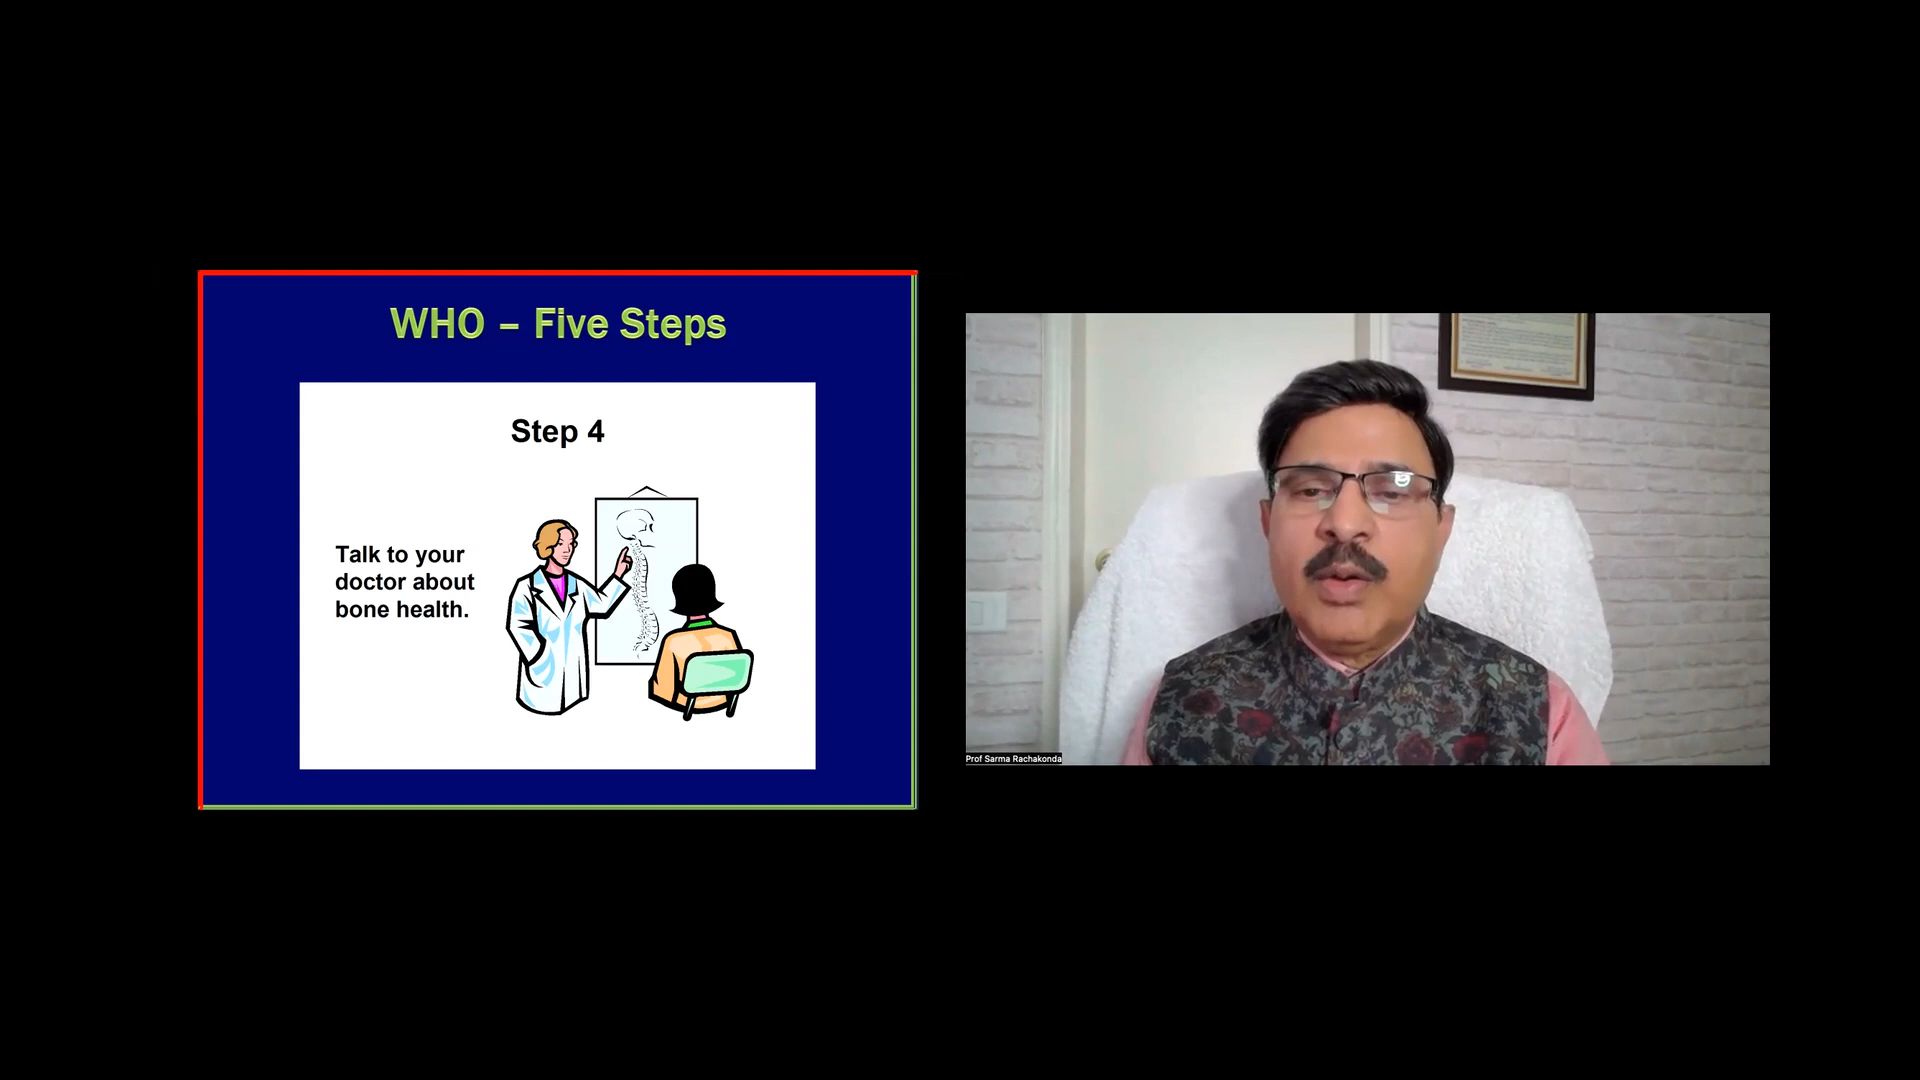 WHO – Five Steps
Step 4
Talk to your
doctor about
bone health.
Prof Sarma Rachakonda